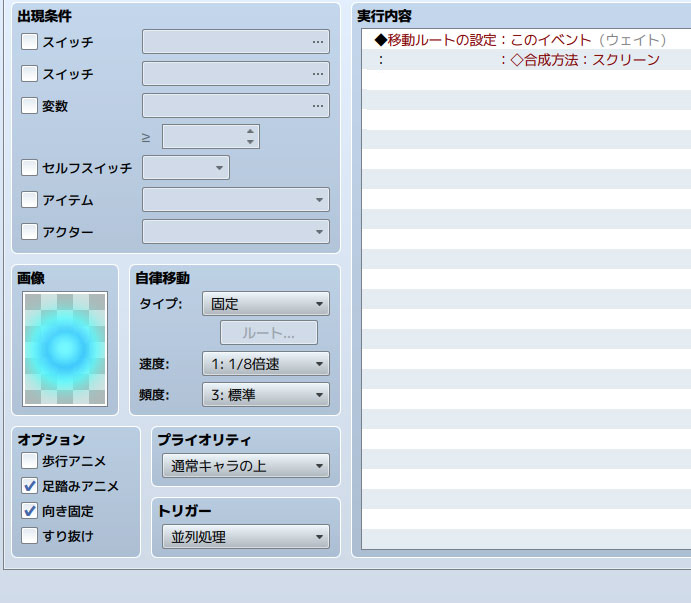 出現条件
スイッチ ...
スイッチ ...
変数 ...
≥
セルフスイッチ
アイテム
アクター
画像
自律移動
タイプ: 固定
ルート...
速度: 1: 1/8倍速
頻度: 3: 標準
オプション
歩行アニメ
足踏みアニメ
向き固定
すり抜け
プライオリティ
通常キャラの上
トリガー
並列処理
実行内容
◆移動ルートの設定：このイベント（ウェイト）
：　　　　　　　　：◇合成方法：スクリーン